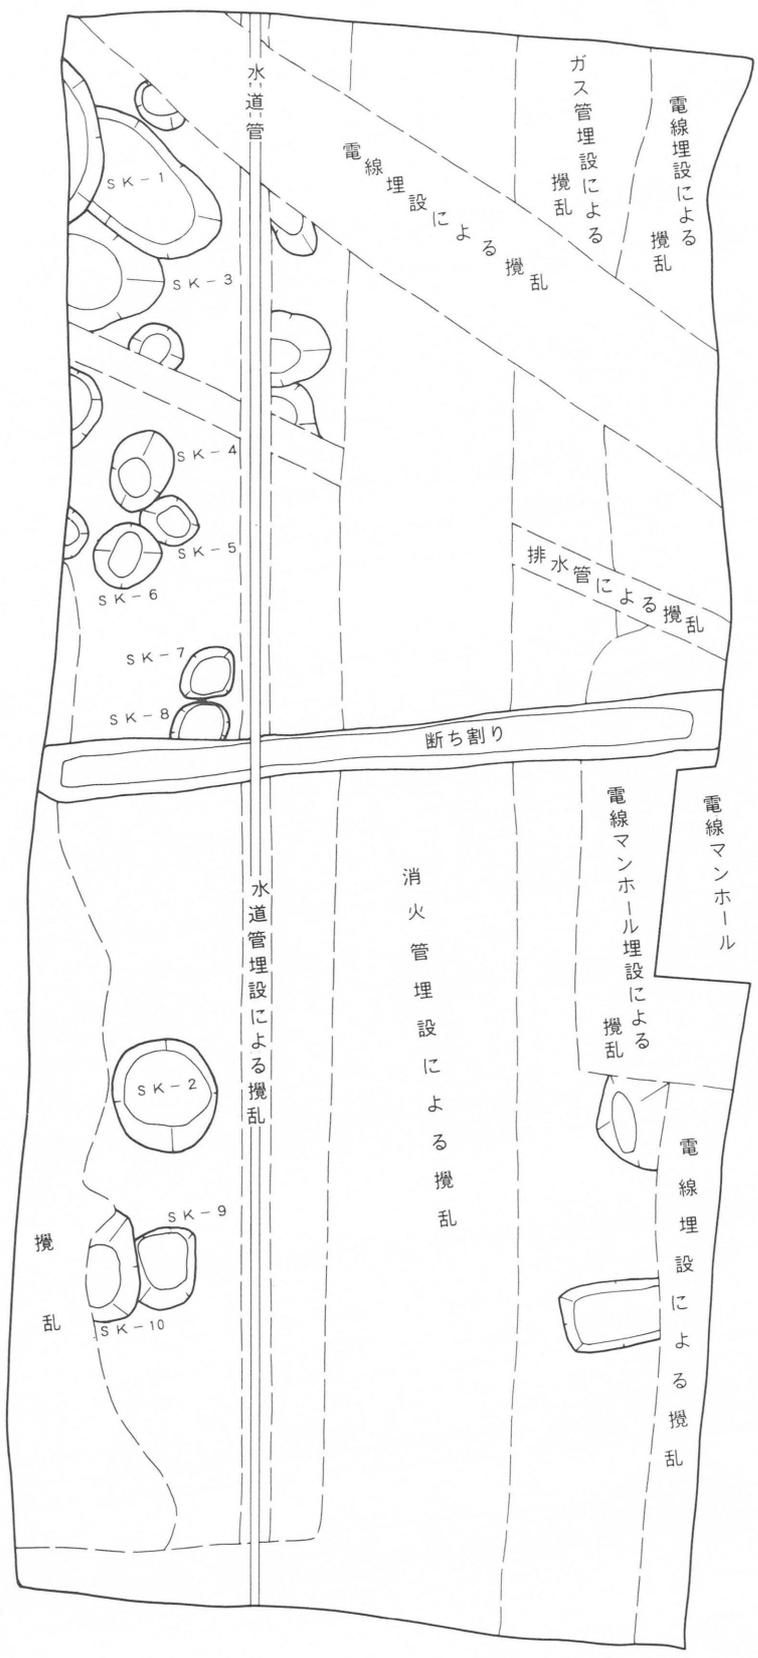 水道管
電線埋設による攪乱
ガス管埋設による
攪乱
電線埋設による
攪乱
SK-1
SK-3
SK-4
SK-5
SK-6
排水管による攪乱
SK-7
SK-8
断ち割り
電線マンホール埋設による
攪乱
電線マンホール
消火管埋設による攪乱
水道管埋設による攪乱
SK-2
SK-9
SK-10
攪乱
電線埋設による攪乱